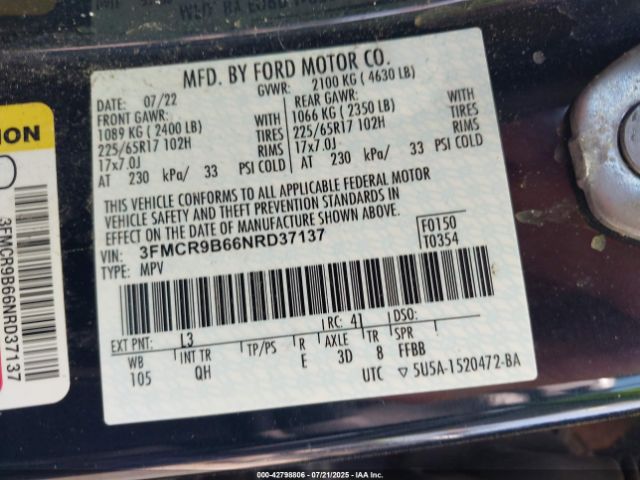 MFD. BY FORD MOTOR CO.
DATE: 07/22 GVWR: 2100 KG ( 4630 LB)
FRONT GAWR: REAR GAWR:
1089 KG ( 2400 LB) WITH 1066 KG ( 2350 LB) WITH
225/65R17 102H TIRES 225/65R17 102H TIRES
17x7.0J RIMS 17x7.0J RIMS
AT 230 kPa/ 33 PSI COLD AT 230 kPa/ 33 PSI COLD
THIS VEHICLE CONFORMS TO ALL APPLICABLE FEDERAL MOTOR
VEHICLE SAFETY AND THEFT PREVENTION STANDARDS IN
EFFECT ON THE DATE OF MANUFACTURE SHOWN ABOVE.
VIN: 3FMCR9B66NRD37137
TYPE: MPV
F0150
T0354
EXT PNT: L3 RC: 41 DSO:
WB INT TR TP/PS R AXLE TR SPR
105 QH E 3D 8 FFBB
UTC ▽ 5U5A-1520472-BA
3FMCR9B66NRD37137
000-42798806 - 07/21/2025 - IAA, INC.